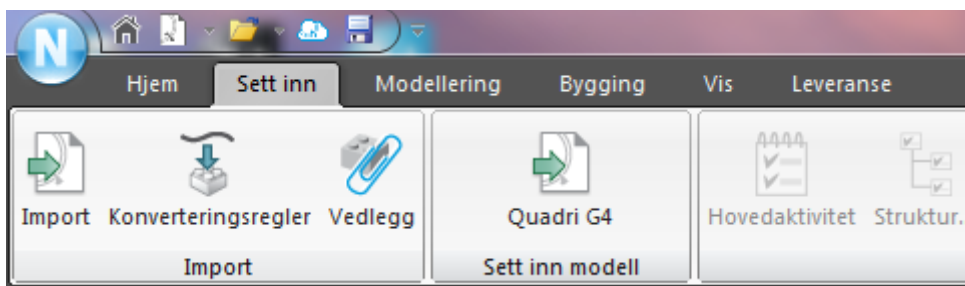 N
Hjem Sett inn Modellering Bygging Vis Leveranse
Import Konverteringsregler Vedlegg Quadri G4 Hovedaktivitet Struktur.
Import Sett inn modell